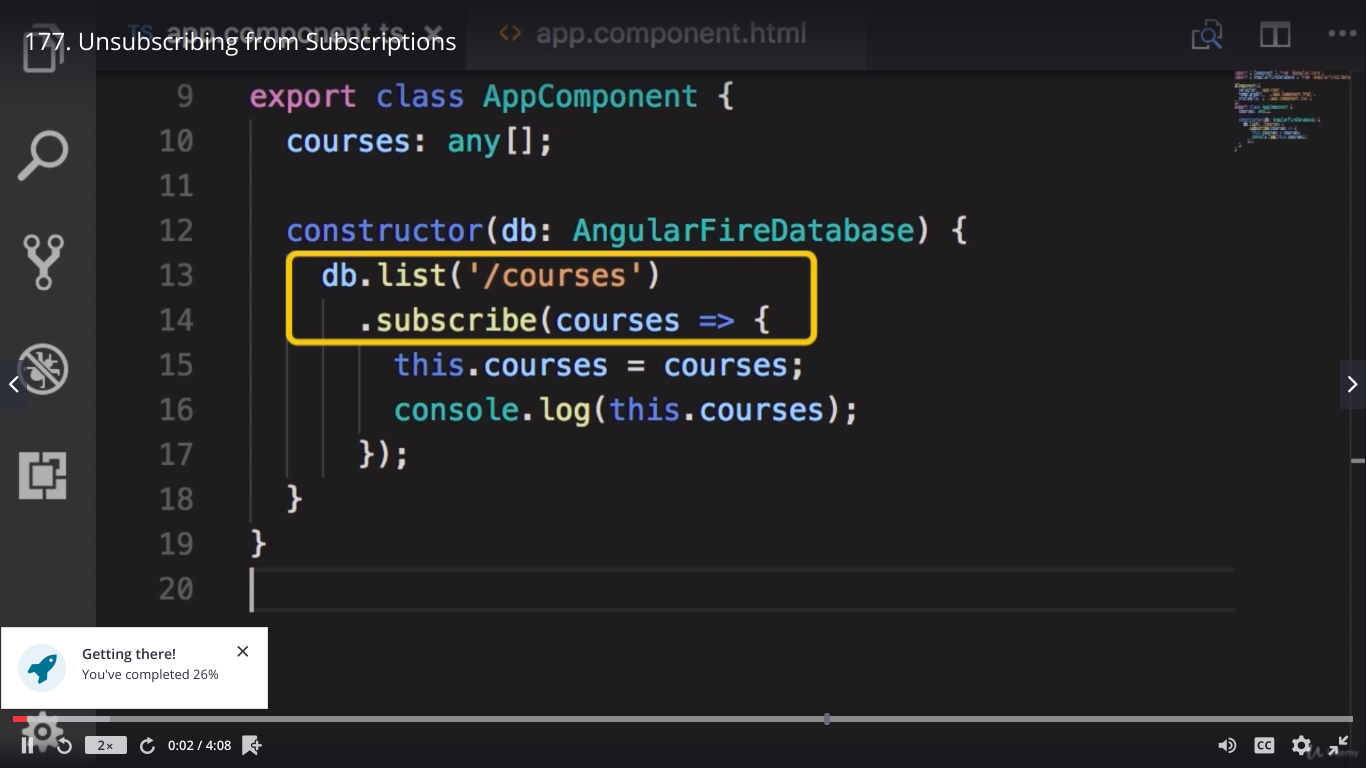 177. Unsubscribing from Subscriptions
TS app.component.ts
<> app.component.html
9 export class AppComponent {
10 courses: any[];
11
12 constructor(db: AngularFireDatabase) {
13 db.list('/courses')
14 .subscribe(courses => {
15 this.courses = courses;
16 console.log(this.courses);
17 });
18 }
19 }
20
Getting there!
You've completed 26%
2×
0:02 / 4:08
CC
Udemy